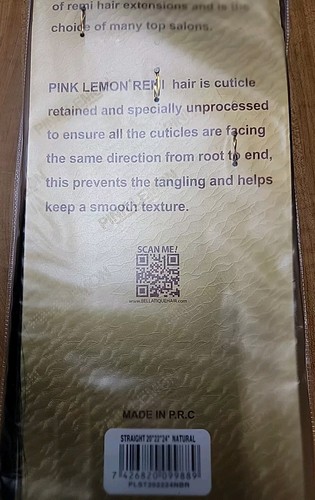 of remi hair extensions and is the
choice of many top salons.
PINK LEMON REMI hair is cuticle
retained and specially unprocessed
to ensure all the cuticles are facing
the same direction from root to end,
this prevents the tangling and helps
keep a smooth texture.
SCAN ME!
www.BELLATIQUEHAIR.com
MADE IN P.R.C
STRAIGHT 20"22"24" NATURAL
7 426820 099889